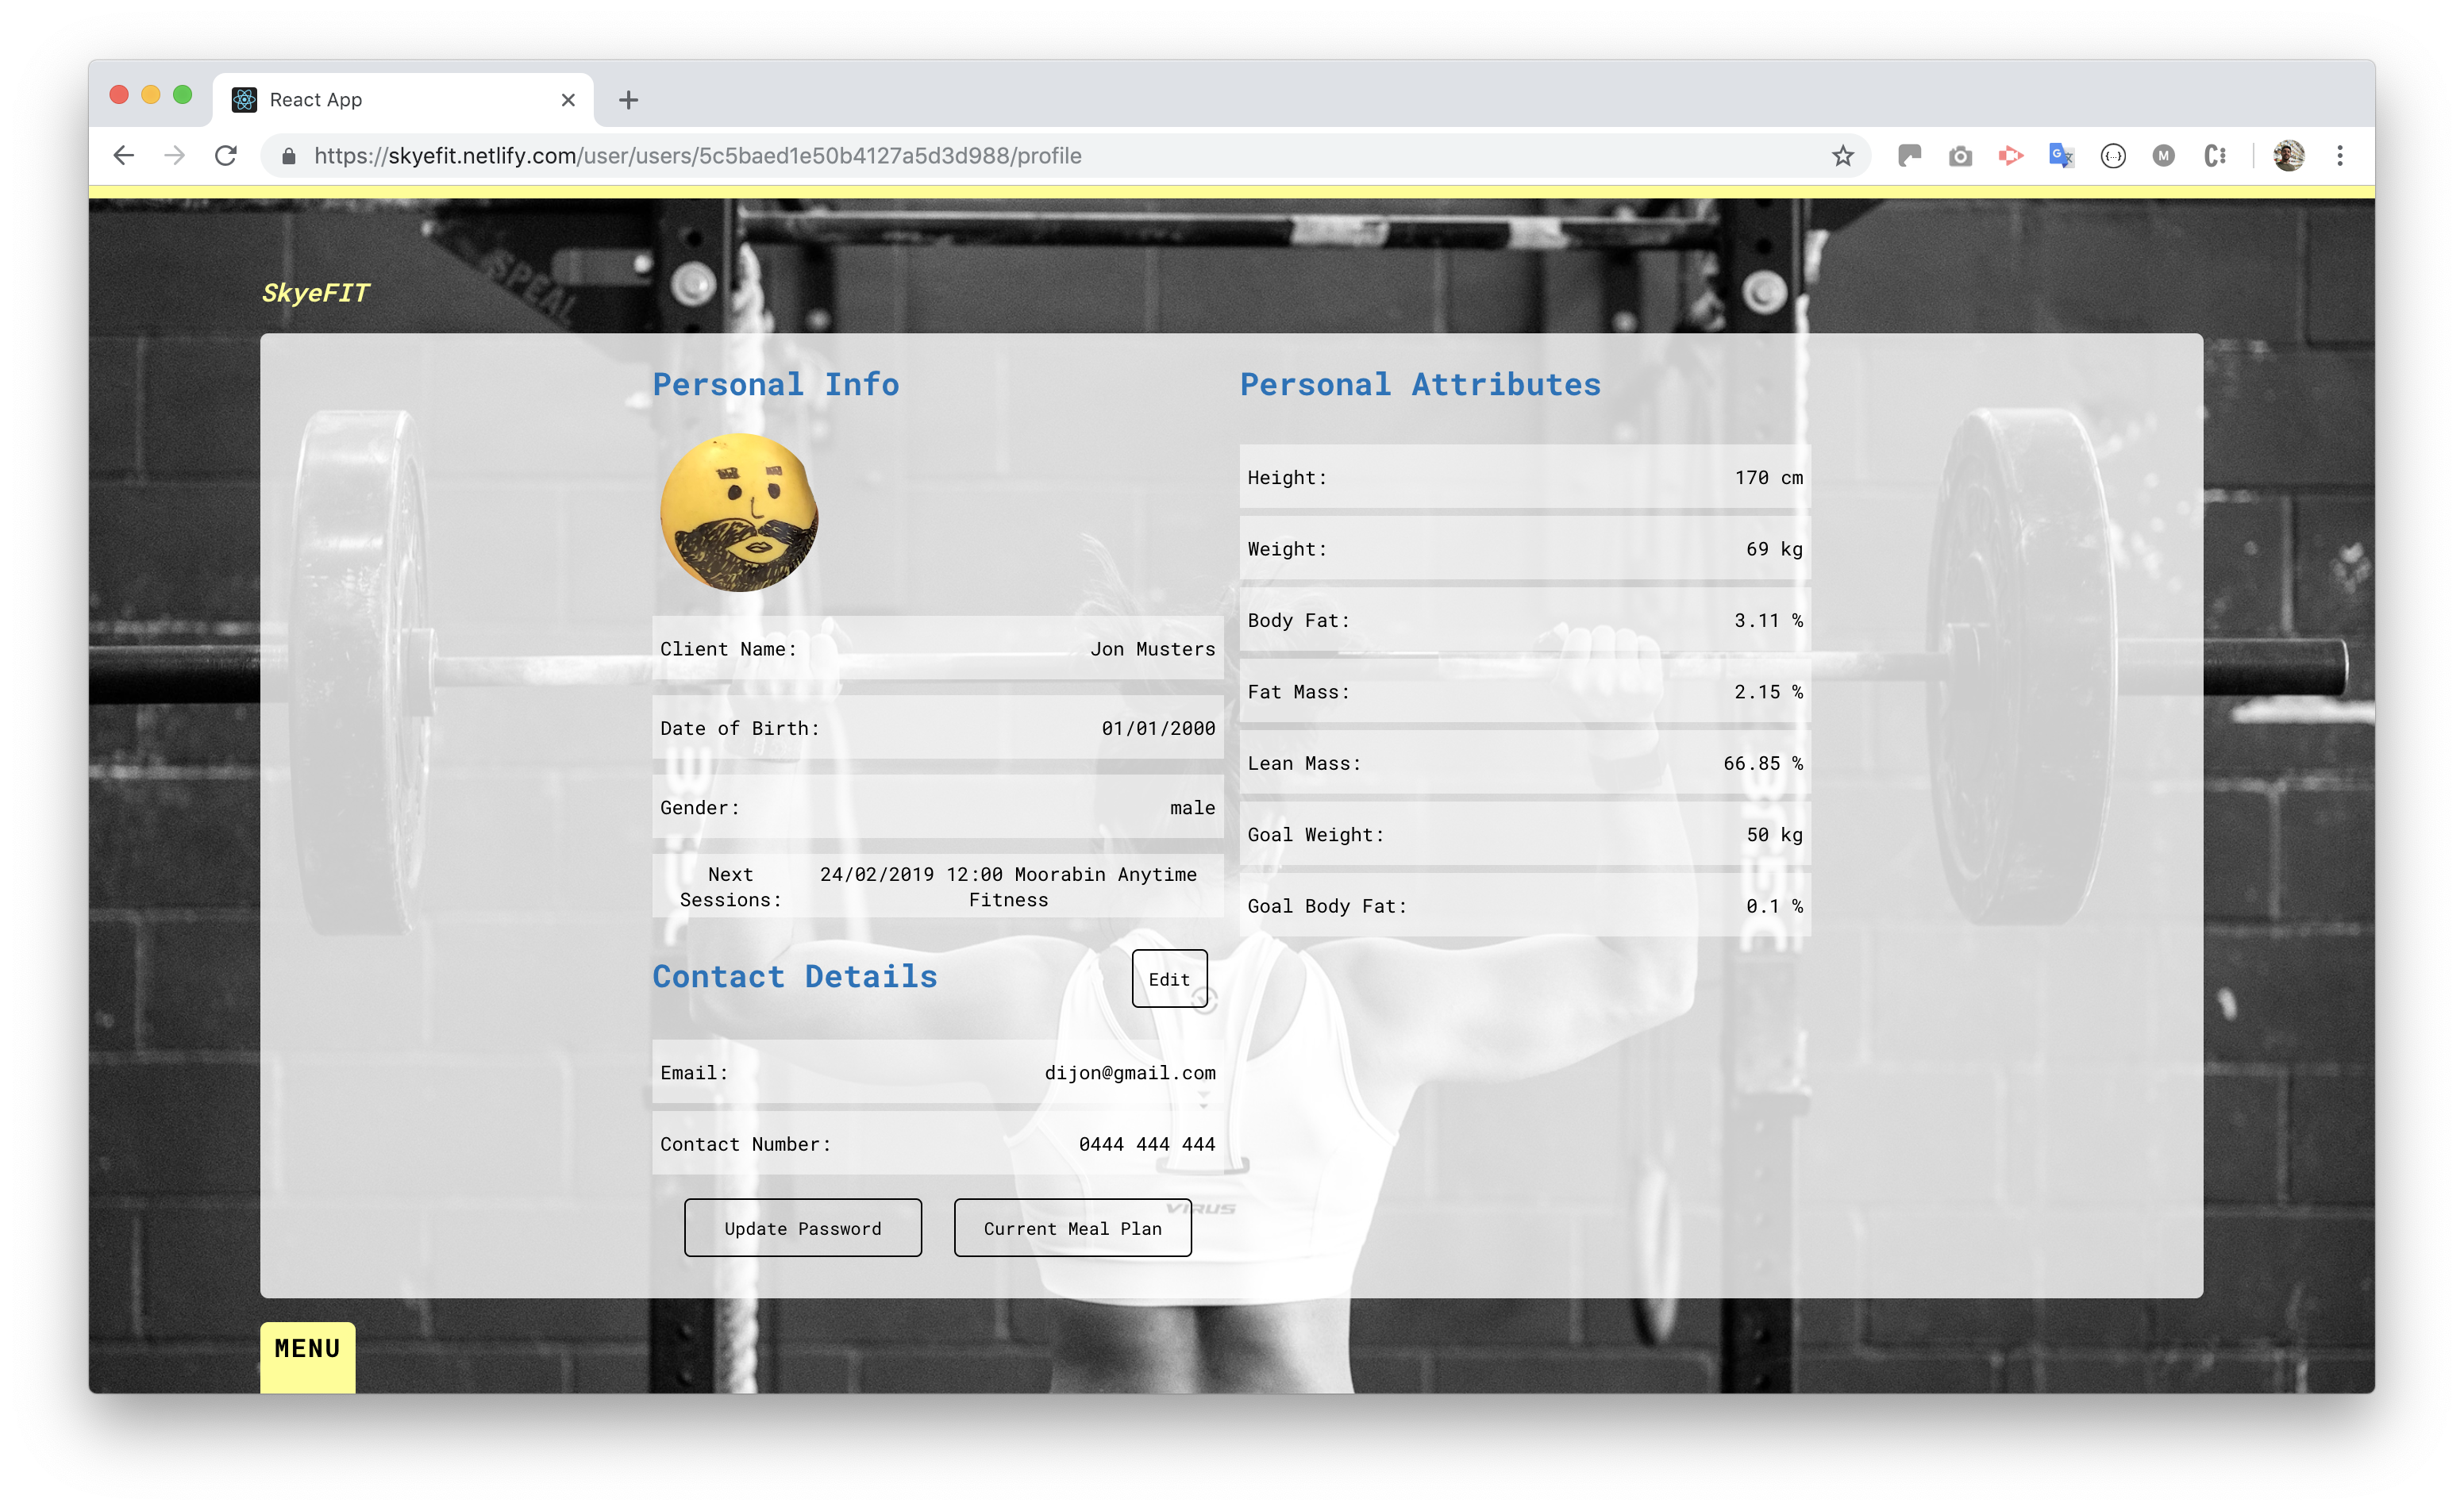 React App
https://skyefit.netlify.com/user/users/5c5baed1e50b4127a5d3d988/profile
SPEAL
SkyeFIT
Personal Info
Client Name: Jon Musters
Date of Birth: 01/01/2000
Gender: male
Next Sessions: 24/02/2019 12:00 Moorabin Anytime Fitness
Contact Details
Edit
Email: dijon@gmail.com
Contact Number: 0444 444 444
Update Password
Current Meal Plan
VIRUS
Personal Attributes
Height: 170 cm
Weight: 69 kg
Body Fat: 3.11 %
Fat Mass: 2.15 %
Lean Mass: 66.85 %
Goal Weight: 50 kg
Goal Body Fat: 0.1 %
MENU